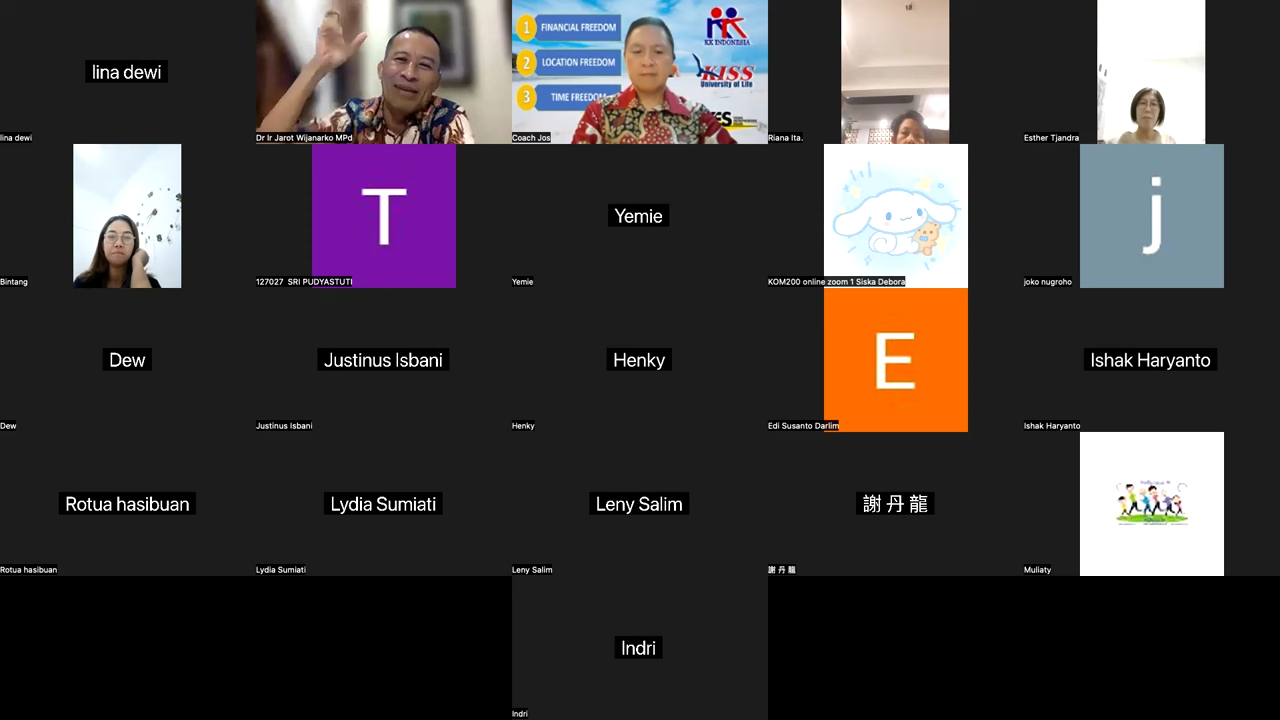 lina dewi
lina dewi
Dr Ir Jarot Wijanarko MPd
1 FINANCIAL FREEDOM
2 LOCATION FREEDOM
3 TIME FREEDOM
KK INDONESIA
KISS
University of Life
YES
Coach Jos
Riana Ita.
Esther Tjandra
Bintang
T
127027 SRI PUDYASTUTI
Yemie
Yemie
KOM200 online zoom 1 Siska Debora
j
joko nugroho
Dew
Dew
Justinus Isbani
Justinus Isbani
Henky
Henky
E
Edi Susanto Darlim
Ishak Haryanto
Ishak Haryanto
Rotua hasibuan
Rotua hasibuan
Lydia Sumiati
Lydia Sumiati
Leny Salim
Leny Salim
謝 丹 龍
謝 丹 龍
Muliaty
Indri
Indri